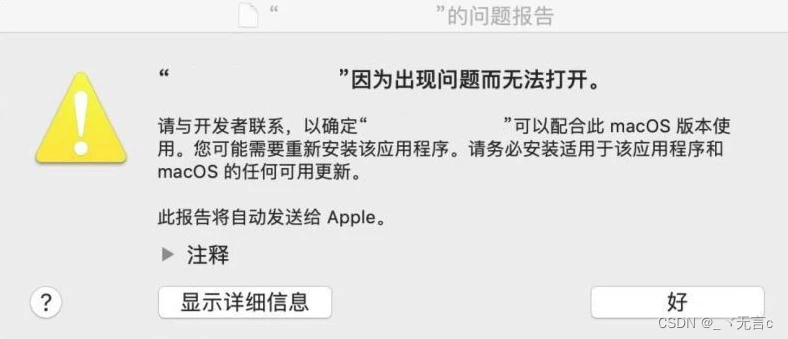 “ ”的问题报告
“ ”因为出现问题而无法打开。
请与开发者联系，以确定“ ”可以配合此 macOS 版本使
用。您可能需要重新安装该应用程序。请务必安装适用于该应用程序和
macOS 的任何可用更新。
此报告将自动发送给 Apple。
注释
?
显示详细信息
好
CSDN @_ヾ无言c